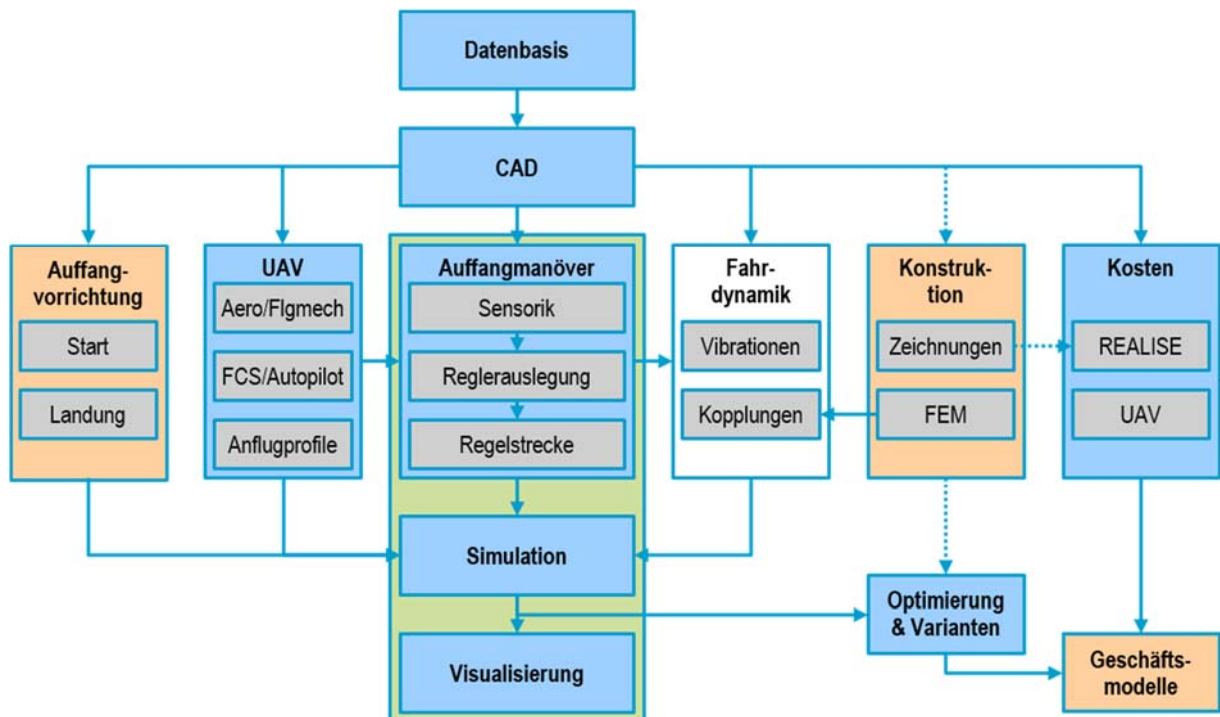 Datenbasis
CAD
Auffang-
vorrichtung
Start
Landung
UAV
Aero/Flgmech
FCS/Autopilot
Anflugprofile
Auffangmanöver
Sensorik
Reglerauslegung
Regelstrecke
Fahr-
dynamik
Vibrationen
Kopplungen
Konstruk-
tion
Zeichnungen
FEM
Kosten
REALISE
UAV
Simulation
Optimierung
& Varianten
Visualisierung
Geschäfts-
modelle